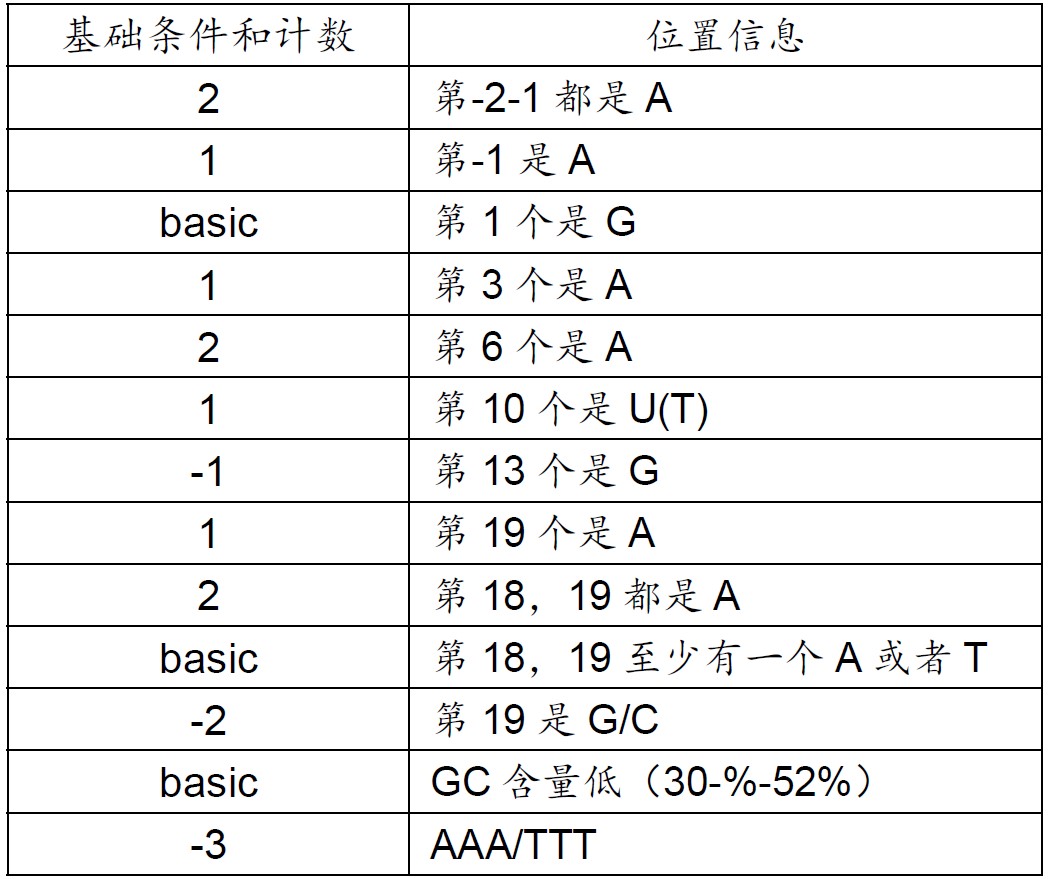 基础条件和计数 位置信息
2 第-2-1 都是 A
1 第-1 是 A
basic 第 1 个是 G
1 第 3 个是 A
2 第 6 个是 A
1 第 10 个是 U(T)
-1 第 13 个是 G
1 第 19 个是 A
2 第 18，19 都是 A
basic 第 18，19 至少有一个 A 或者 T
-2 第 19 是 G/C
basic GC 含量低（30-%-52%）
-3 AAA/TTT